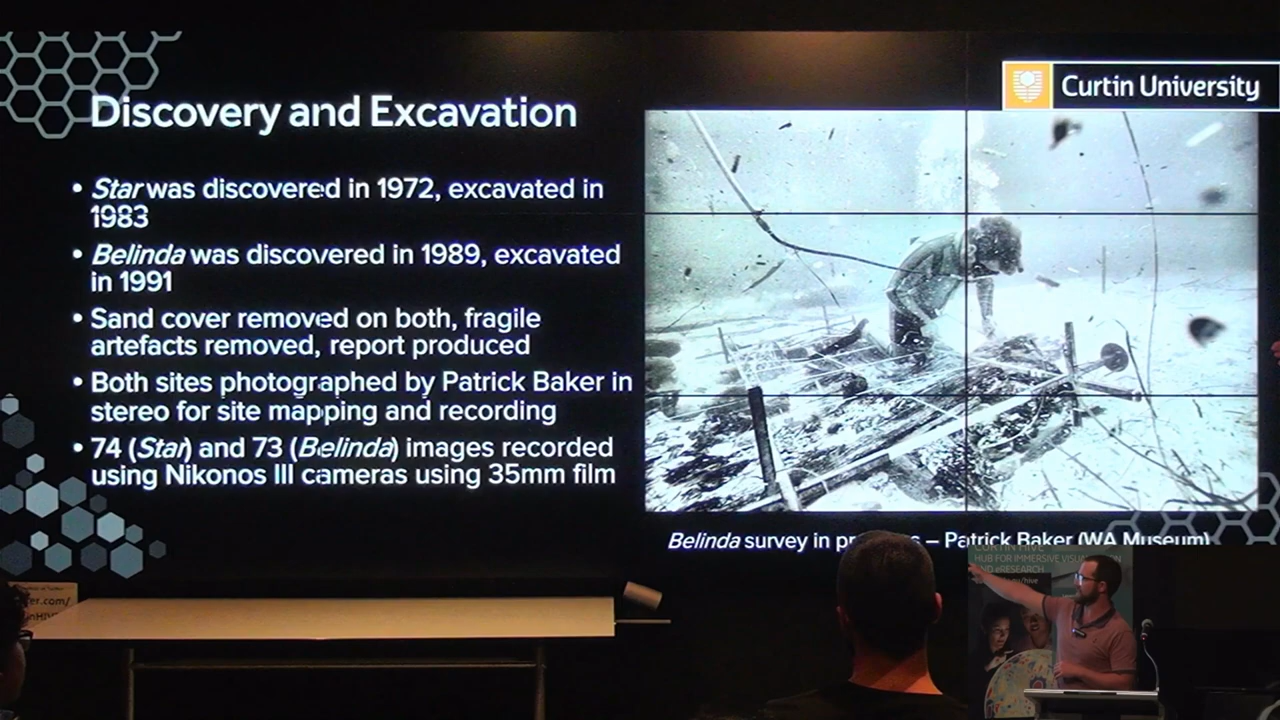 Curtin University
Discovery and Excavation
• Star was discovered in 1972, excavated in
1983
• Belinda was discovered in 1989, excavated
in 1991
• Sand cover removed on both, fragile
artefacts removed, report produced
• Both sites photographed by Patrick Baker in
stereo for site mapping and recording
• 74 (Star) and 73 (Belinda) images recorded
using Nikonos III cameras using 35mm film
Belinda survey in – Patrick Baker (WA Museum)
CURTIN HIVE
HUB FOR IMMERSIVE
AND eRESEARCH